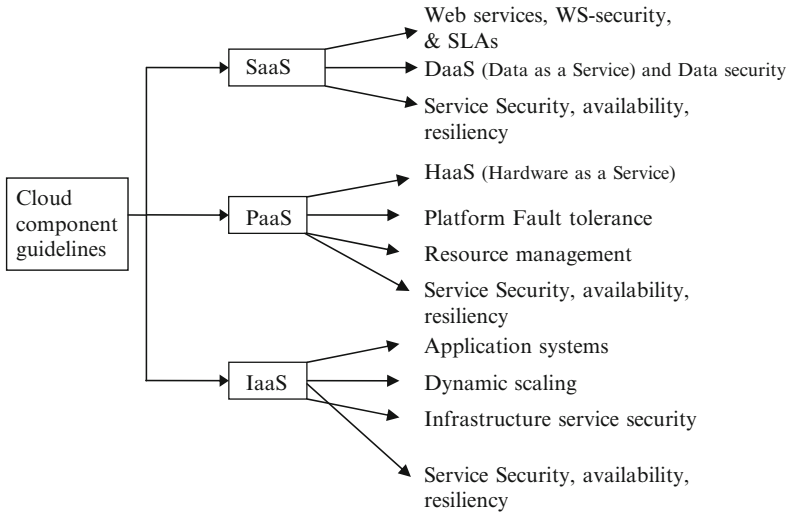 Cloud
component
guidelines
SaaS
Web services, WS-security,
& SLAs
DaaS (Data as a Service) and Data security
Service Security, availability,
resiliency
PaaS
HaaS (Hardware as a Service)
Platform Fault tolerance
Resource management
Service Security, availability,
resiliency
IaaS
Application systems
Dynamic scaling
Infrastructure service security
Service Security, availability,
resiliency